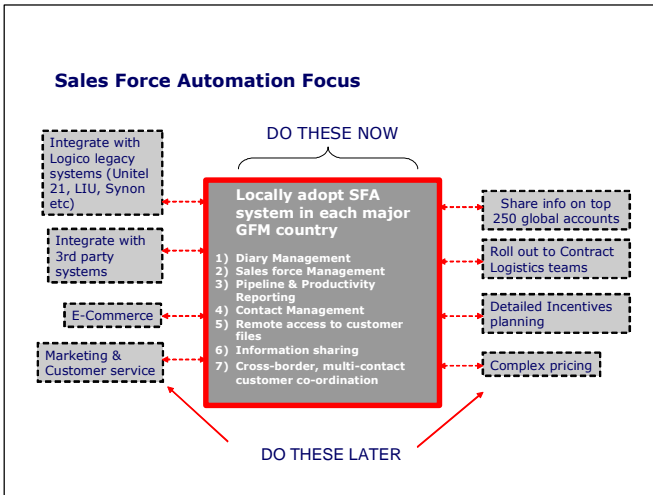 Sales Force Automation Focus
DO THESE NOW
Integrate with
Logico legacy
systems (Unitel
21, LIU, Synon
etc)
Integrate with
3rd party
systems
E-Commerce
Marketing &
Customer service
Locally adopt SFA
system in each major
GFM country
1) Diary Management
2) Sales force Management
3) Pipeline & Productivity
Reporting
4) Contact Management
5) Remote access to customer
files
6) Information sharing
7) Cross-border, multi-contact
customer co-ordination
Share info on top
250 global accounts
Roll out to Contract
Logistics teams
Detailed Incentives
planning
Complex pricing
DO THESE LATER